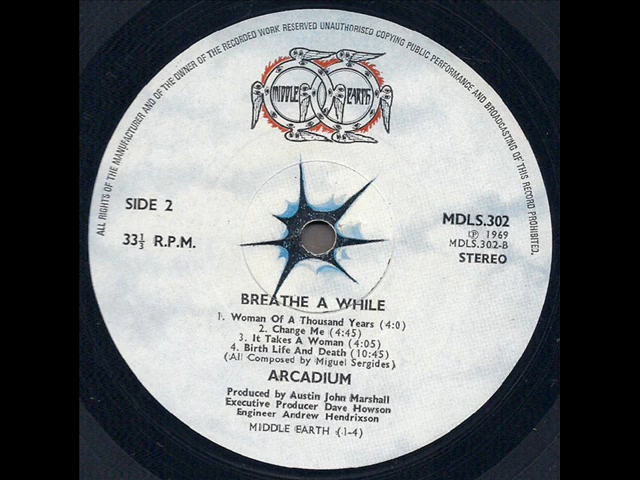 ALL RIGHTS OF THE MANUFACTURER AND OF THE OWNER OF THE RECORDED WORK RESERVED UNAUTHORISED COPYING PUBLIC PERFORMANCE AND BROADCASTING OF THIS RECORD PROHIBITED.
MIDDLE EARTH
SIDE 2
33⅓ R.P.M.
MDLS.302
Ⓟ 1969
MDLS.302-B
STEREO
BREATHE A WHILE
1. Woman Of A Thousand Years (4:0)
2. Change Me (4:45)
3. It Takes A Woman (4:05)
4. Birth Life And Death (10:45)
(All Composed by Miguel Sergides)
ARCADIUM
Produced by Austin John Marshall
Executive Producer Dave Howson
Engineer Andrew Hendrixson
MIDDLE EARTH (1-4)